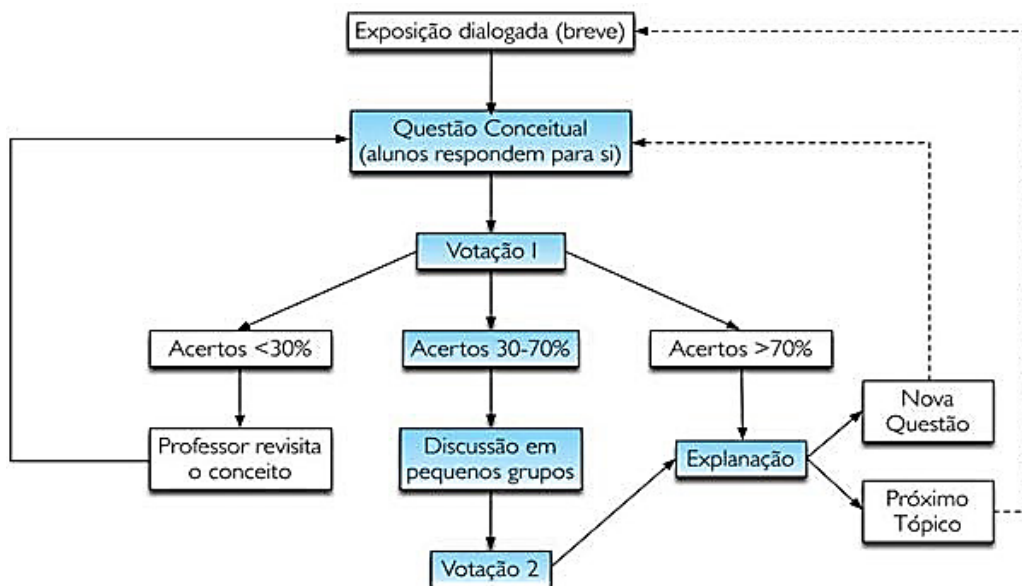 Exposição dialogada (breve)
Questão Conceitual
(alunos respondem para si)
Votação I
Acertos <30%
Acertos 30-70%
Acertos >70%
Professor revisita
o conceito
Discussão em
pequenos grupos
Explanação
Nova
Questão
Próximo
Tópico
Votação 2